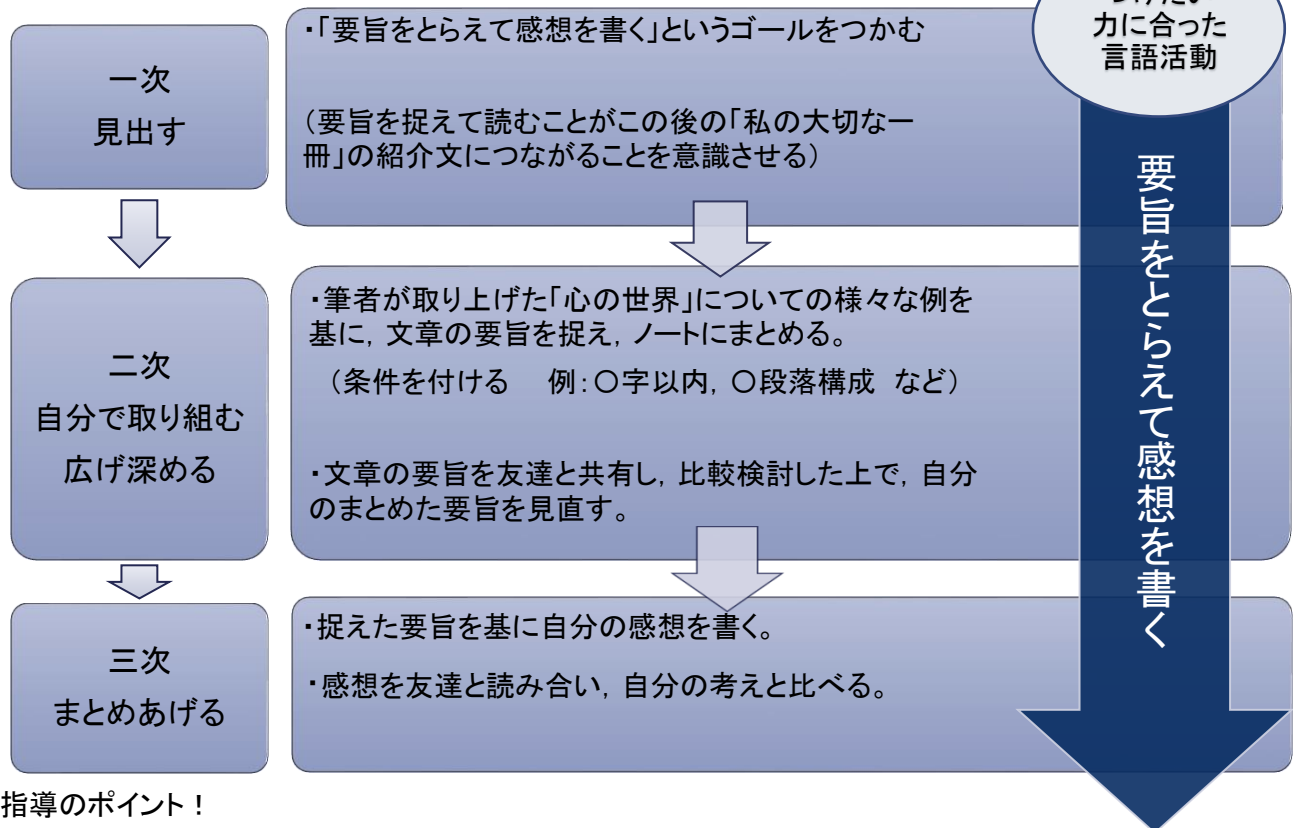 一次
見出す
・「要旨をとらえて感想を書く」というゴールをつかむ
（要旨を捉えて読むことがこの後の「私の大切な一
冊」の紹介文につながることを意識させる）
力に合った
言語活動
要旨をとらえて感想を書く
二次
自分で取り組む
広げ深める
・筆者が取り上げた「心の世界」についての様々な例を
基に，文章の要旨を捉え，ノートにまとめる。
（条件を付ける　例：〇字以内，〇段落構成 など）
・文章の要旨を友達と共有し，比較検討した上で，自分
のまとめた要旨を見直す。
三次
まとめあげる
・捉えた要旨を基に自分の感想を書く。
・感想を友達と読み合い，自分の考えと比べる。
指導のポイント！